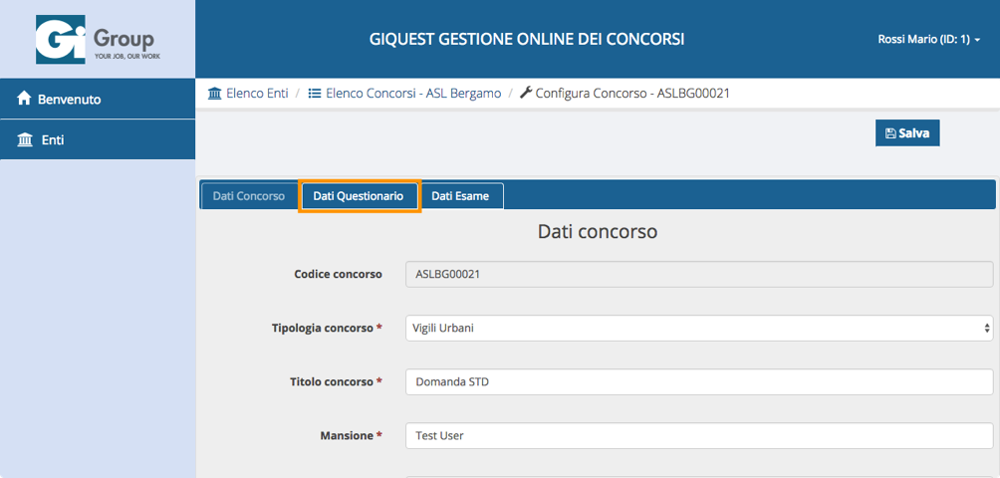 Gi Group
YOUR JOB, OUR WORK
GIQUEST GESTIONE ONLINE DEI CONCORSI
Rossi Mario (ID: 1)
Benvenuto
Enti
Elenco Enti / Elenco Concorsi - ASL Bergamo / Configura Concorso - ASLBG00021
Salva
Dati Concorso Dati Questionario Dati Esame
Dati concorso
Codice concorso ASLBG00021
Tipologia concorso * Vigili Urbani
Titolo concorso * Domanda STD
Mansione * Test User